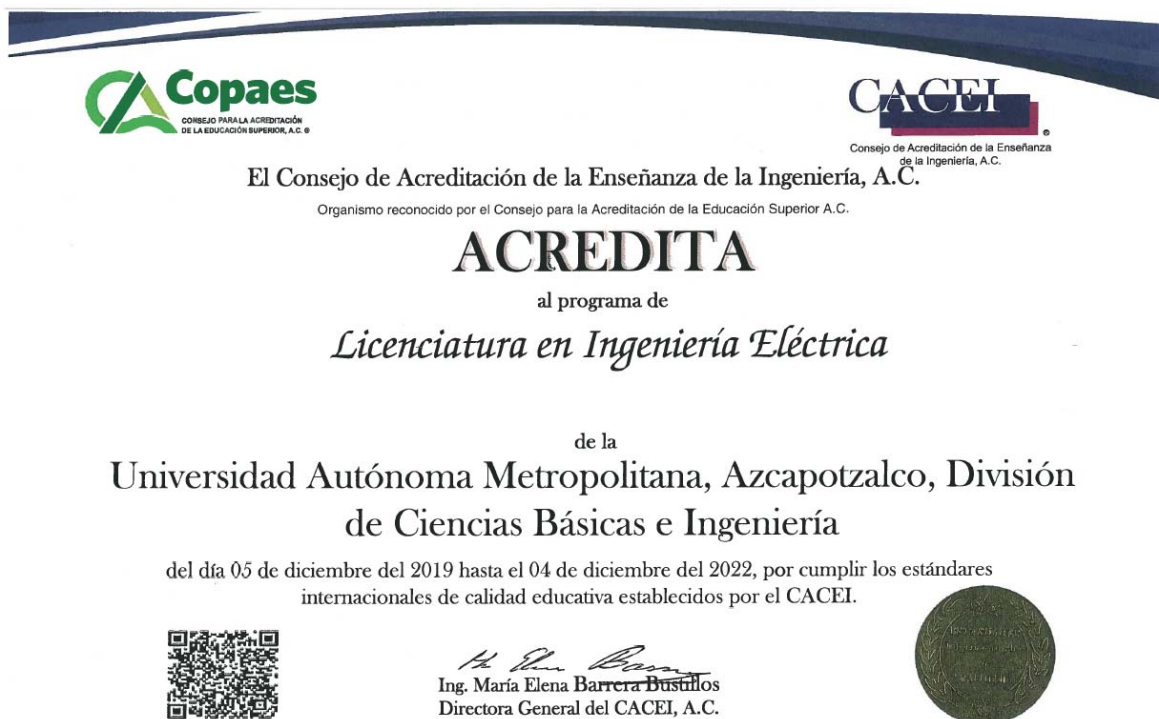 Copaes
CONSEJO PARA LA ACREDITACIÓN
DE LA EDUCACIÓN SUPERIOR, A.C. ®
CACEI
Consejo de Acreditación de la Enseñanza
de la Ingeniería, A.C.
El Consejo de Acreditación de la Enseñanza de la Ingeniería, A.C.
Organismo reconocido por el Consejo para la Acreditación de la Educación Superior A.C.
ACREDITA
al programa de
Licenciatura en Ingeniería Eléctrica
de la
Universidad Autónoma Metropolitana, Azcapotzalco, División
de Ciencias Básicas e Ingeniería
del día 05 de diciembre del 2019 hasta el 04 de diciembre del 2022, por cumplir los estándares
internacionales de calidad educativa establecidos por el CACEI.
Ing. María Elena Barrera Bustillos
Directora General del CACEI, A.C.